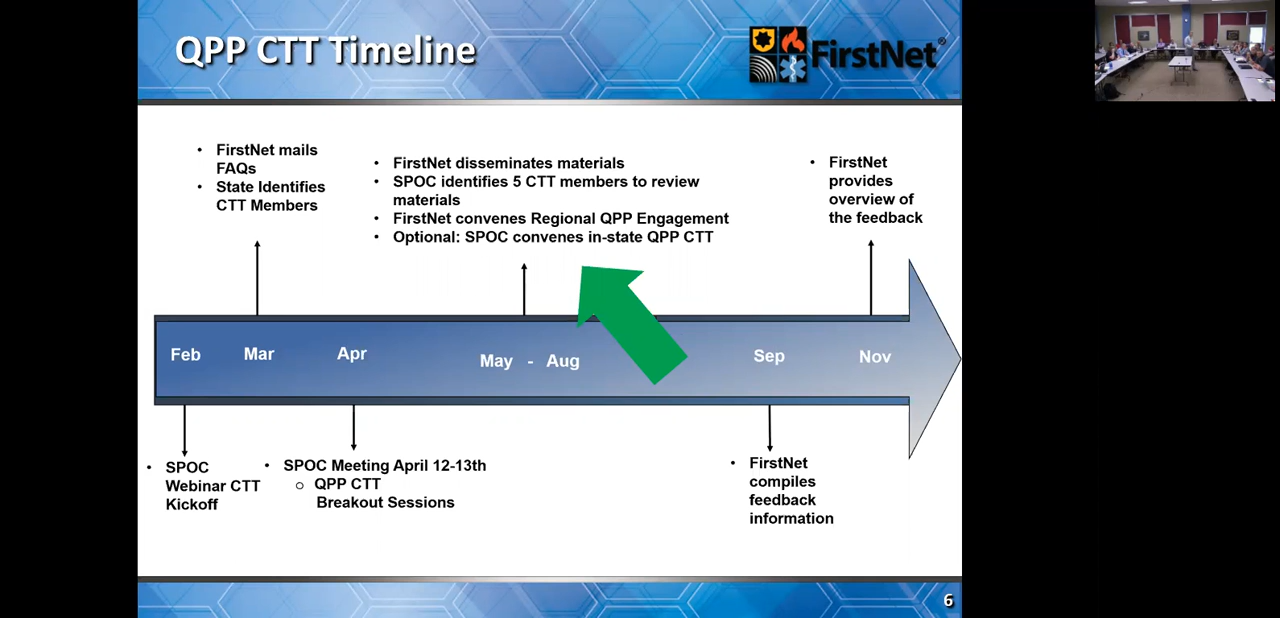 QPP CTT Timeline
FirstNet®
• FirstNet mails
FAQs
• State Identifies
CTT Members
• FirstNet disseminates materials
• SPOC identifies 5 CTT members to review
materials
• FirstNet convenes Regional QPP Engagement
• Optional: SPOC convenes in-state QPP CTT
• FirstNet
provides
overview of
the feedback
Feb
Mar
Apr
May - Aug
Sep
Nov
• SPOC
Webinar CTT
Kickoff
• SPOC Meeting April 12-13th
o QPP CTT
Breakout Sessions
• FirstNet
compiles
feedback
information
6